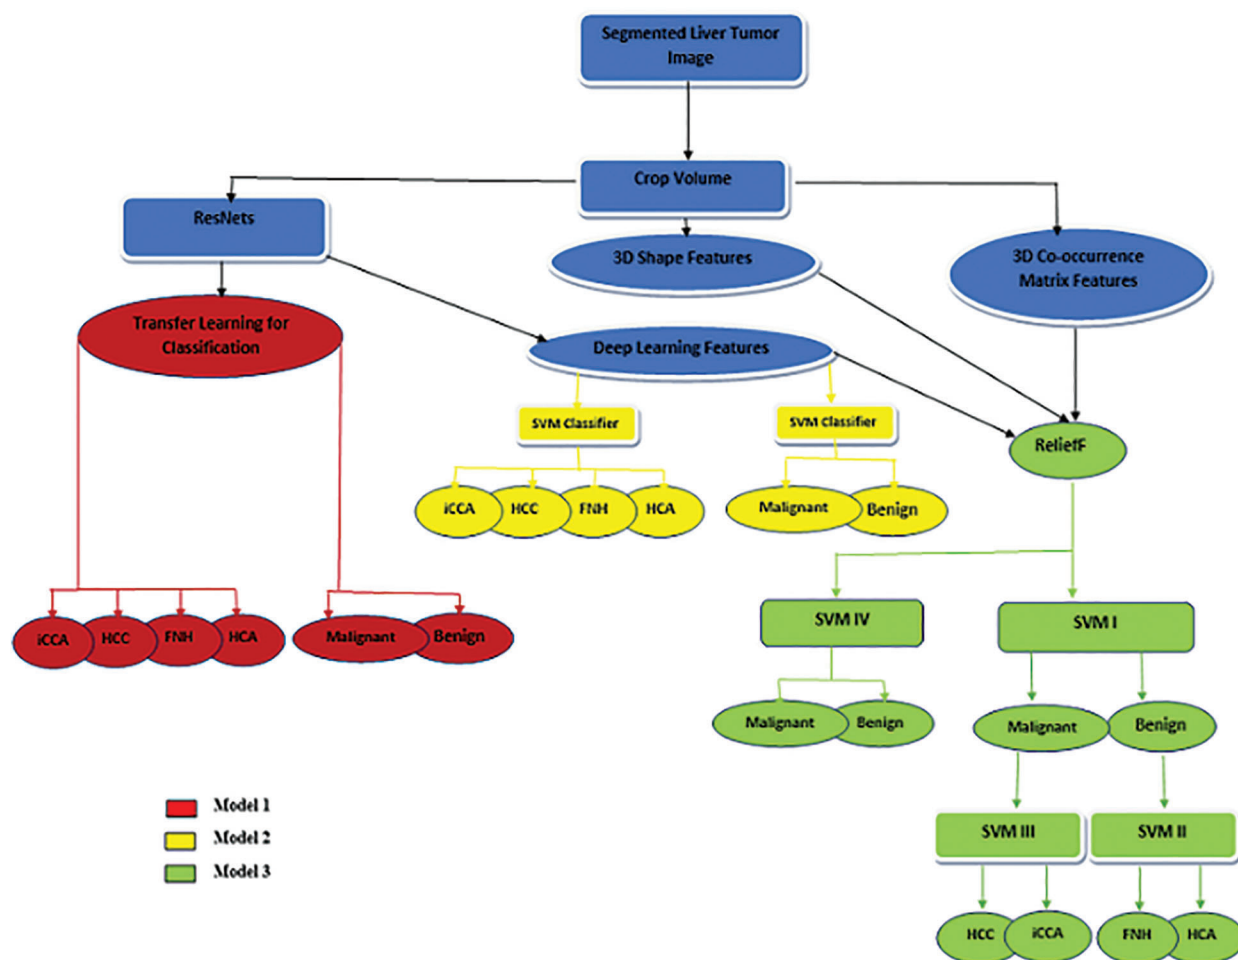 Segmented Liver Tumor
Image
Crop Volume
ResNets
3D Shape Features
3D Co-occurrence
Matrix Features
Transfer Learning for
Classification
Deep Learning Features
SVM Classifier
SVM Classifier
ReliefF
iCCA
HCC
FNH
HCA
Malignant
Benign
SVM IV
SVM I
iCCA
HCC
FNH
HCA
Malignant
Benign
Malignant
Benign
Malignant
Benign
Model 1
Model 2
Model 3
SVM III
SVM II
HCC
iCCA
FNH
HCA